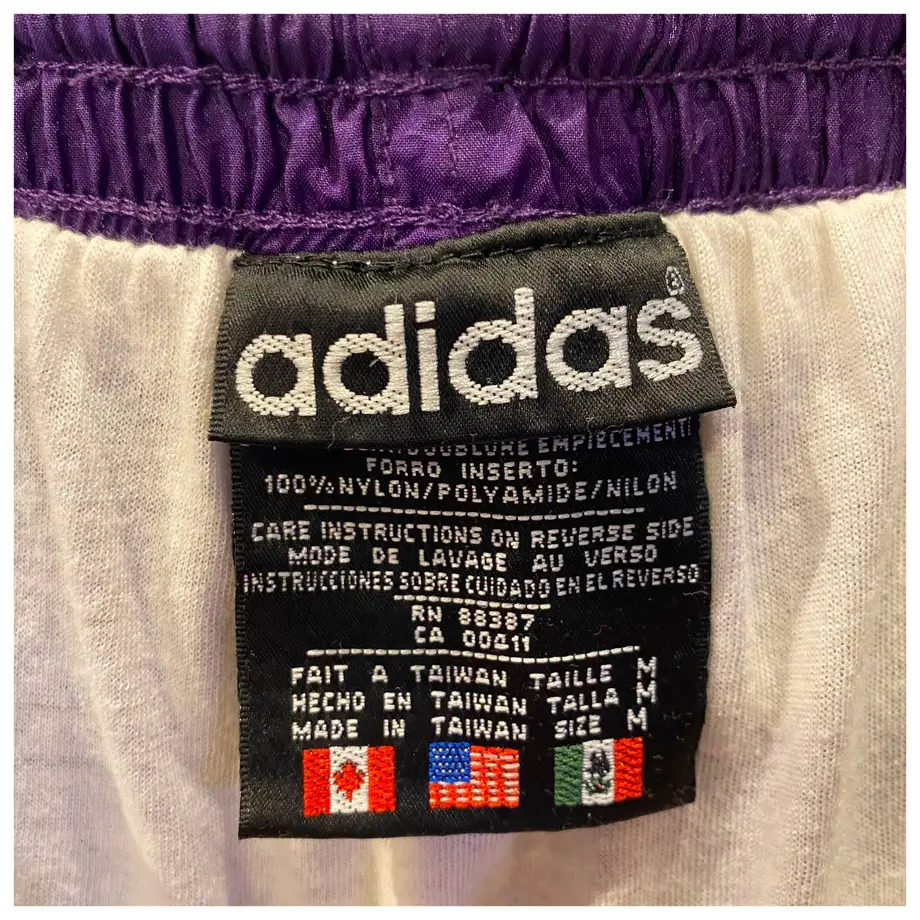 adidas®
EMPIÈCEMENT/
FORRO INSERTO:
100% NYLON/POLYAMIDE/NILON
CARE INSTRUCTIONS ON REVERSE SIDE
MODE DE LAVAGE AU VERSO
INSTRUCCIONES SOBRE CUIDADO EN EL REVERSO
RN 88387
CA 00411
FAIT A TAIWAN TAILLE M
HECHO EN TAIWAN TALLA M
MADE IN TAIWAN SIZE M